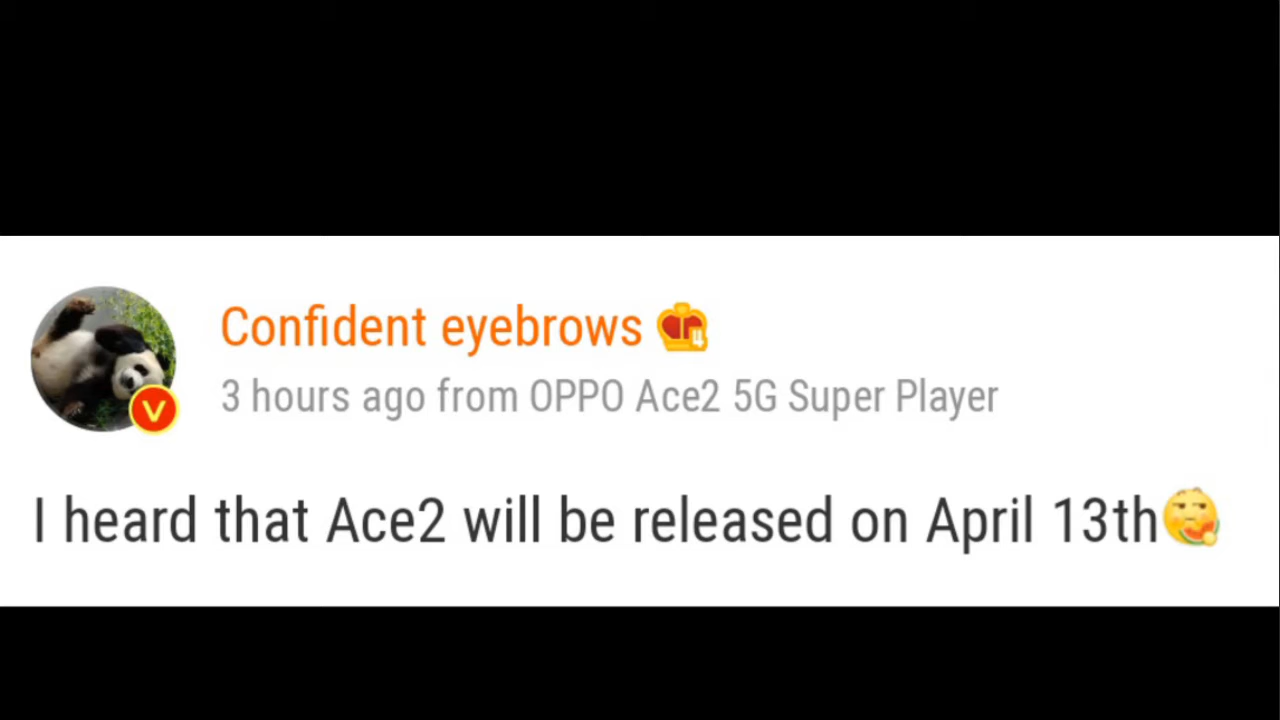 Confident eyebrows 4
3 hours ago from OPPO Ace2 5G Super Player
V
I heard that Ace2 will be released on April 13th